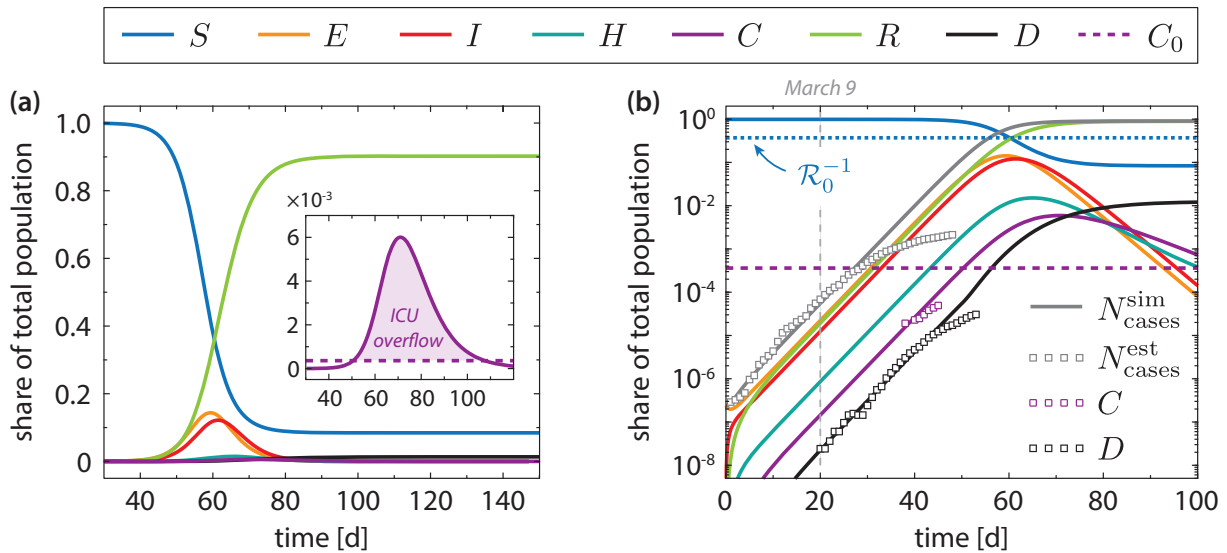 S E I H C R D C₀
(a)
share of total population
1.0
0.8
0.6
0.4
0.2
0
40 60 80 100 120 140
time [d]
×10⁻³
6
4
2
0
40 60 80 100
ICU
overflow
(b)
March 9
share of total population
10⁰
10⁻²
10⁻⁴
10⁻⁶
10⁻⁸
0 20 40 60 80 100
time [d]
ℛ₀⁻¹
N_cases^sim
N_cases^est
C
D